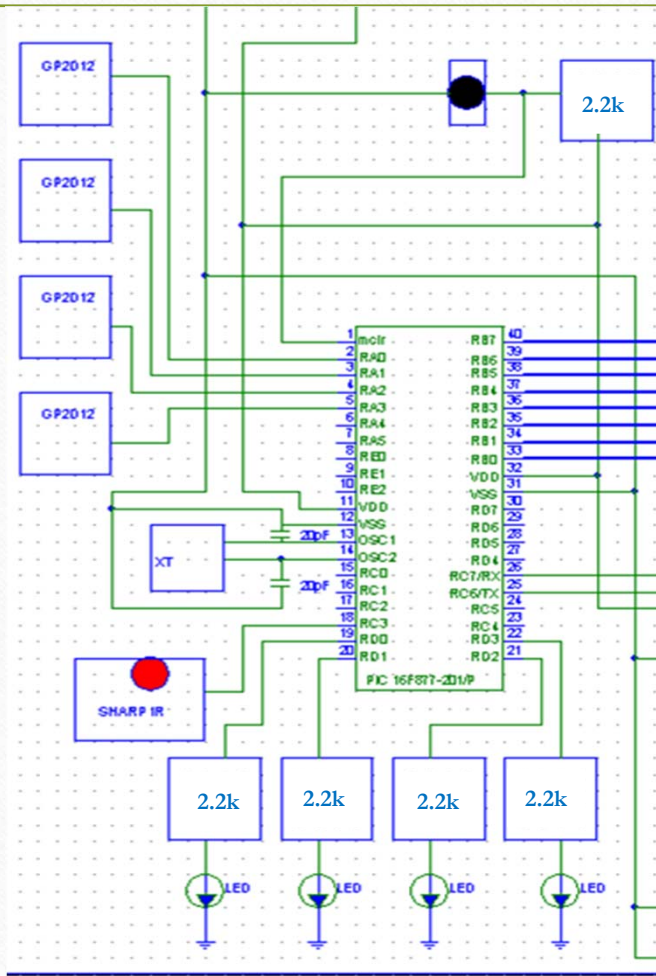 GP2D12
2.2k
GP2D12
GP2D12
GP2D12
1 mclr RB7 40
2 RA0 RB6 39
3 RA1 RB5 38
4 RA2 RB4 37
5 RA3 RB3 36
6 RA4 RB2 35
7 RA5 RB1 34
8 RE0 RB0 33
9 RE1 VDD 32
10 RE2 VSS 31
11 VDD RD7 30
12 VSS RD6 29
13 OSC1 RD5 28
14 OSC2 RD4 27
15 RC0 RC7/RX 26
16 RC1 RC6/TX 25
17 RC2 RC5 24
18 RC3 RC4 23
19 RD0 RD3 22
20 RD1 RD2 21
20pF
XT
20pF
PIC 16F877-20I/P
SHARP IR
2.2k 2.2k 2.2k 2.2k
LED LED LED LED